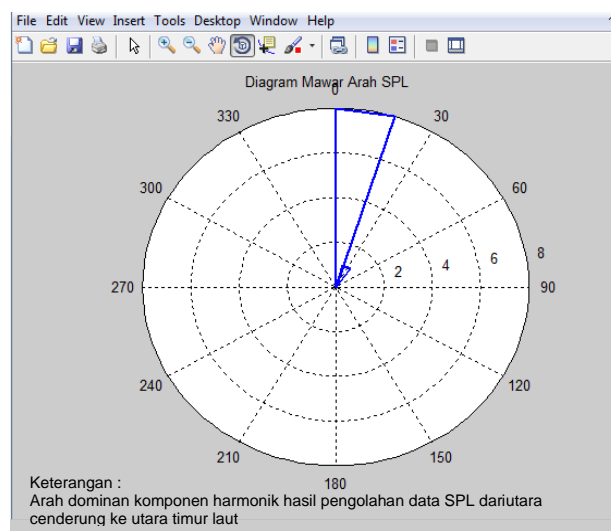 File Edit View Insert Tools Desktop Window Help
Diagram Mawar Arah SPL
0
330 30
300 60
2 4 6 8
270 90
240 120
210 150
180
Keterangan :
Arah dominan komponen harmonik hasil pengolahan data SPL dariutara
cenderung ke utara timur laut